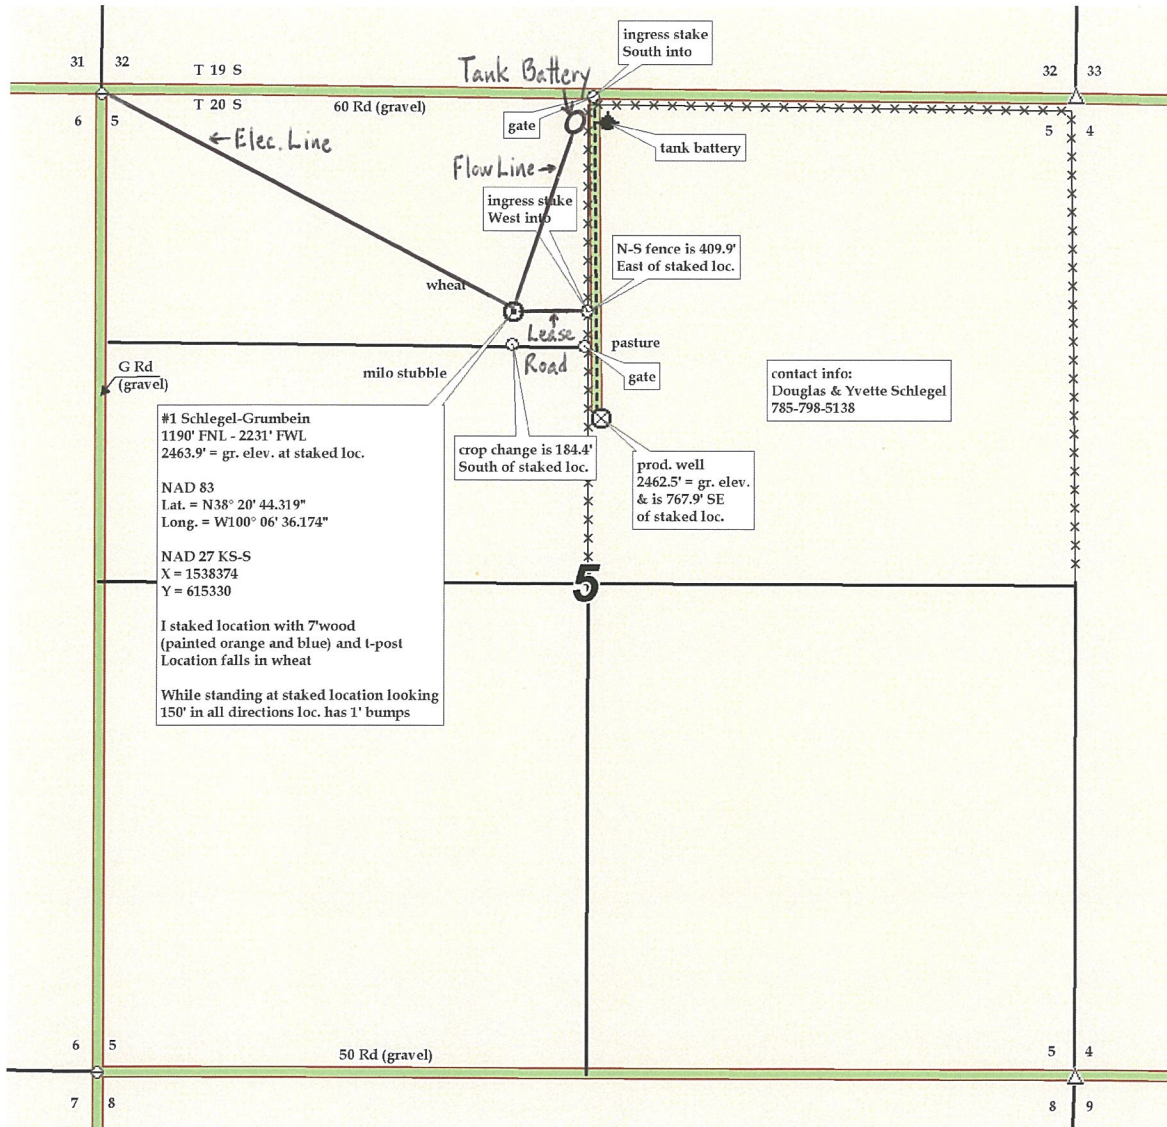 ingress stake
South into
31 32
T 19 S
32 33
Tank Battery
T 20 S
60 Rd (gravel)
6 5
gate
5 4
← Elec. Line
tank battery
Flow Line →
ingress stake
West into
N-S fence is 409.9'
East of staked loc.
wheat
Lease
Road
pasture
milo stubble
gate
G Rd
(gravel)
contact info:
Douglas & Yvette Schlegel
785-798-5138
#1 Schlegel-Grumbein
1190' FNL - 2231' FWL
2463.9' = gr. elev. at staked loc.
NAD 83
Lat. = N38° 20' 44.319"
Long. = W100° 06' 36.174"
NAD 27 KS-S
X = 1538374
Y = 615330
I staked location with 7'wood
(painted orange and blue) and t-post
Location falls in wheat
While standing at staked location looking
150' in all directions loc. has 1' bumps
crop change is 184.4'
South of staked loc.
prod. well
2462.5' = gr. elev.
& is 767.9' SE
of staked loc.
5
6 5
50 Rd (gravel)
5 4
7 8
8 9